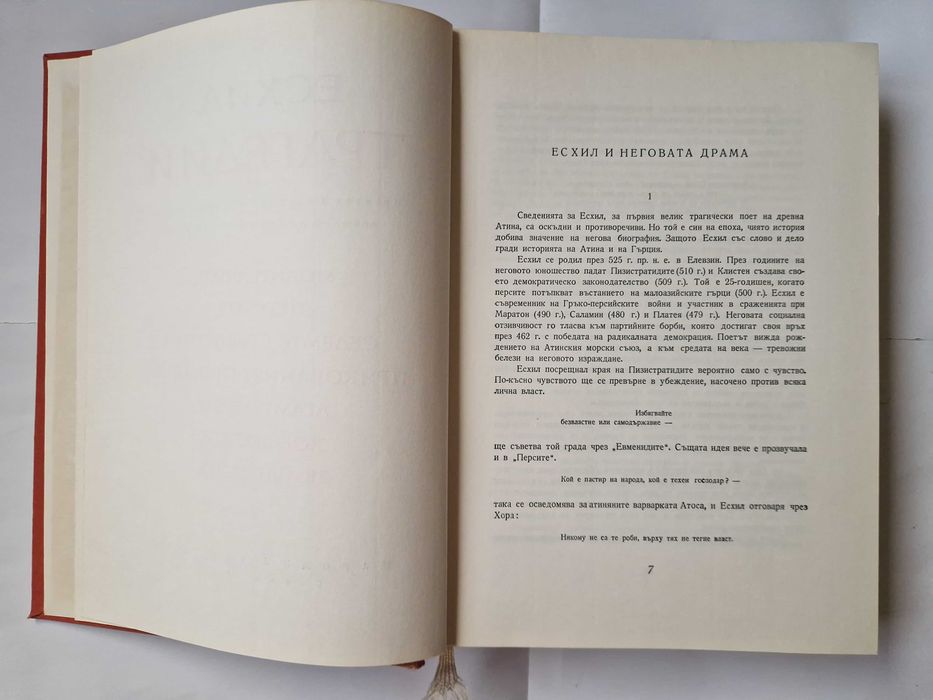 ЕСХИЛ И НЕГОВАТА ДРАМА
1
Сведенията за Есхил, за първия велик трагически поет на древна
Атина, са оскъдни и противоречиви. Но той е син на епоха, чиято история
добива значение на негова биография. Защото Есхил със слово и дело
гради историята на Атина и на Гърция.
Есхил се родил през 525 г. пр. н. е. в Елевзин. През годините на
неговото юношество падат Пизистратидите (510 г.) и Клистен създава сво-
ето демократическо законодателство (509 г.). Той е 25-годишен, когато
персите потъпкват въстанието на малоазийските гърци (500 г.). Есхил е
съвременник на Гръко-персийските войни и участник в сраженията при
Маратон (490 г.), Саламин (480 г.) и Платея (479 г.). Неговата социална
отзивчивост го тласва към партийните борби, които достигат своя връх
през 462 г. с победата на радикалната демокрация. Поетът вижда рож-
дението на Атинския морски съюз, а към средата на века — тревожни
белези на неговото израждане.
Есхил посрещнал края на Пизистратидите вероятно само с чувство.
По-късно чувството ще се превърне в убеждение, насочено против всяка
лична власт.
Избягвайте
безвластие или самодържавие —
ще съветва той града чрез „Евменидите“. Същата идея вече е прозвучала
и в „Персите“.
Кой е пастир на народа, кой е техен господар? —
така се осведомява за атиняните варварката Атоса, и Есхил отговаря чрез
Хора:
Никому не са те роби, върху тях не тегне власт.
7